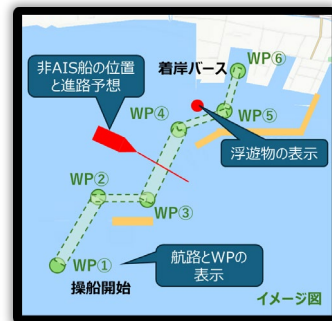 非AIS船の位置
と進路予想
着岸バース
WP⑥
WP④
WP⑤
浮遊物の表示
WP②
WP③
WP①
航路とWPの
表示
操船開始
イメージ図